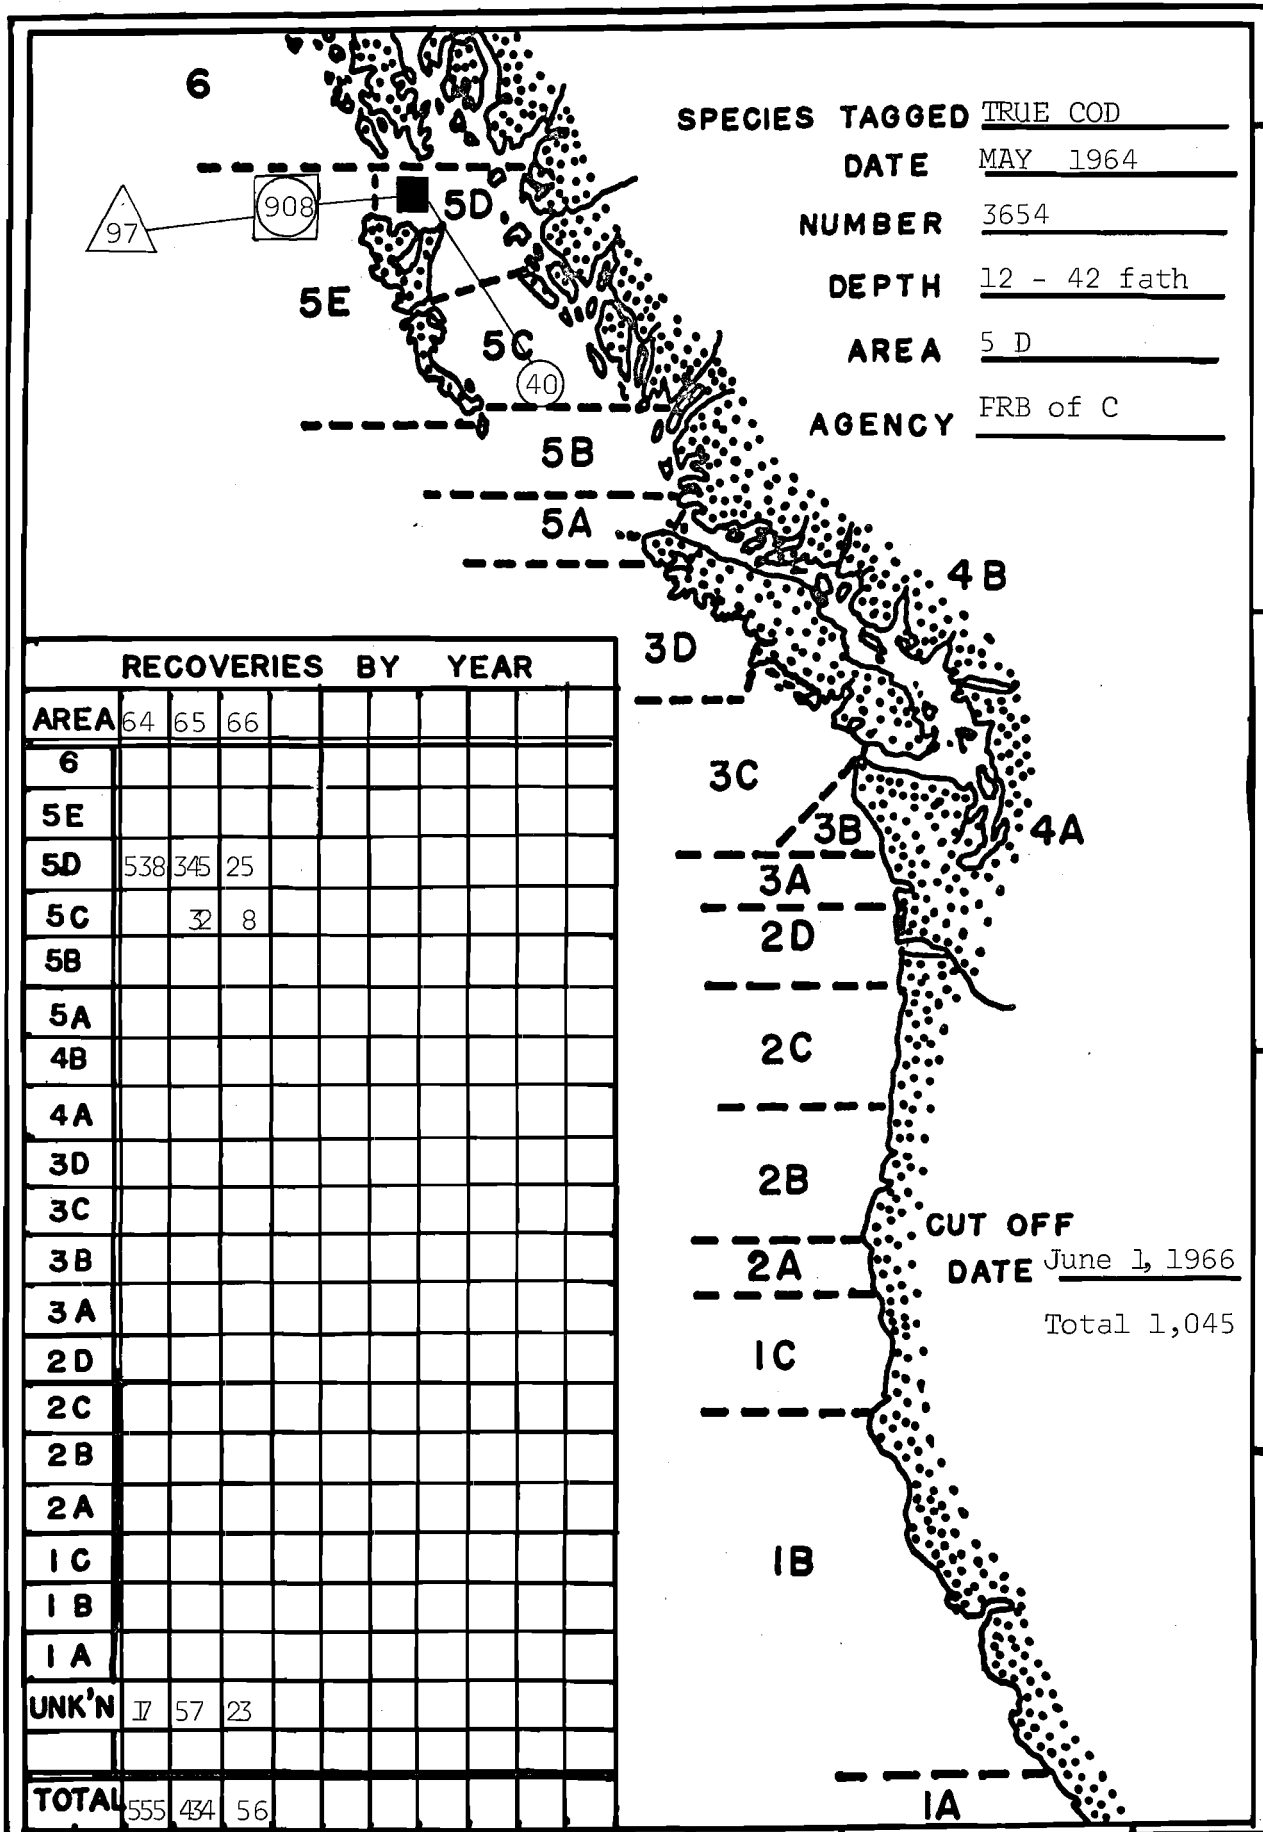 6
SPECIES TAGGED TRUE COD
DATE MAY 1964
908
5D
97
NUMBER 3654
DEPTH 12 - 42 fath
5E
5C
AREA 5 D
40
AGENCY FRB of C
5B
5A
4B
3D
RECOVERIES BY YEAR
AREA 64 65 66
6
5E
5D 538 345 25
5C 32 8
5B
5A
4B
4A
3D
3C
3B
3A
2D
2C
2B
2A
1C
1B
1A
UNK'N 17 57 23
TOTAL 555 434 56
3C
3B
4A
3A
2D
2C
2B
CUT OFF
DATE June 1, 1966
2A
Total 1,045
1C
1B
1A